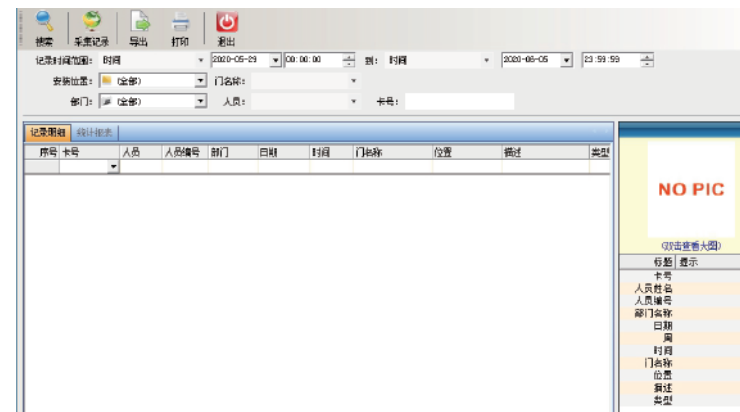 搜索 采集记录 导出 打印 退出
记录时间范围: 时间 2020-05-29 00:00:00 到: 时间 2020-06-05 23:59:59
安装位置: (全部) 门名称:
部门: (全部) 人员: 卡号:
记录明细 统计报表
序号 卡号 人员 人员编号 部门 日期 时间 门名称 位置 描述 类型
NO PIC
(双击查看大图)
标题 提示
卡号
人员姓名
人员编号
部门名称
日期
周
时间
门名称
位置
描述
类型